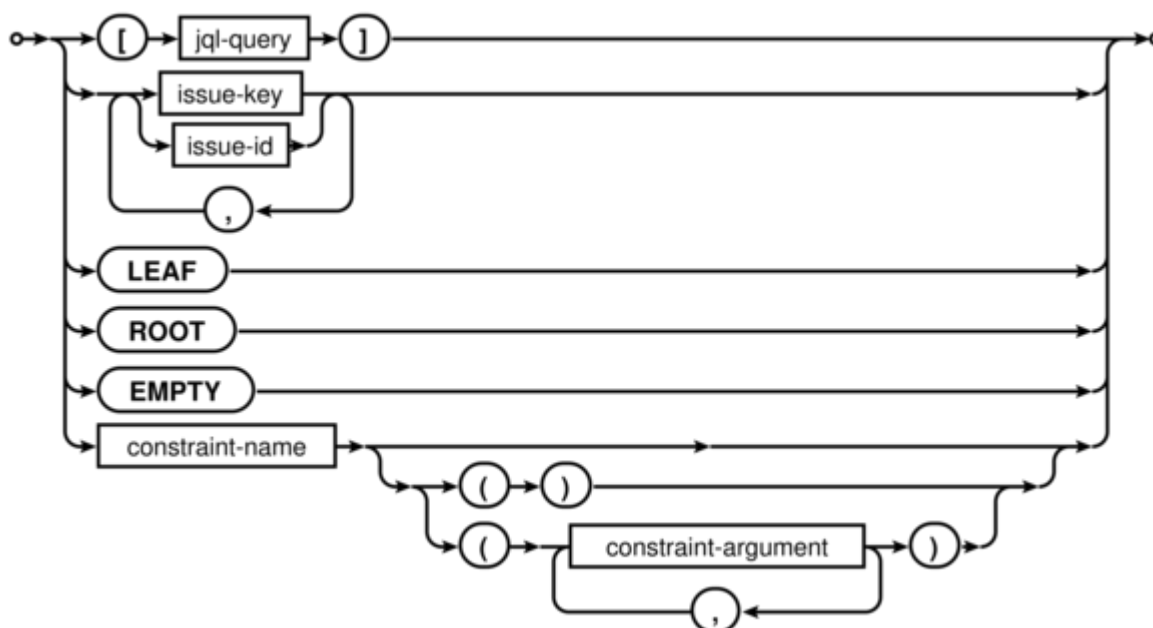 [ jql-query ]
issue-key
issue-id
,
LEAF
ROOT
EMPTY
constraint-name
( )
( constraint-argument )
,